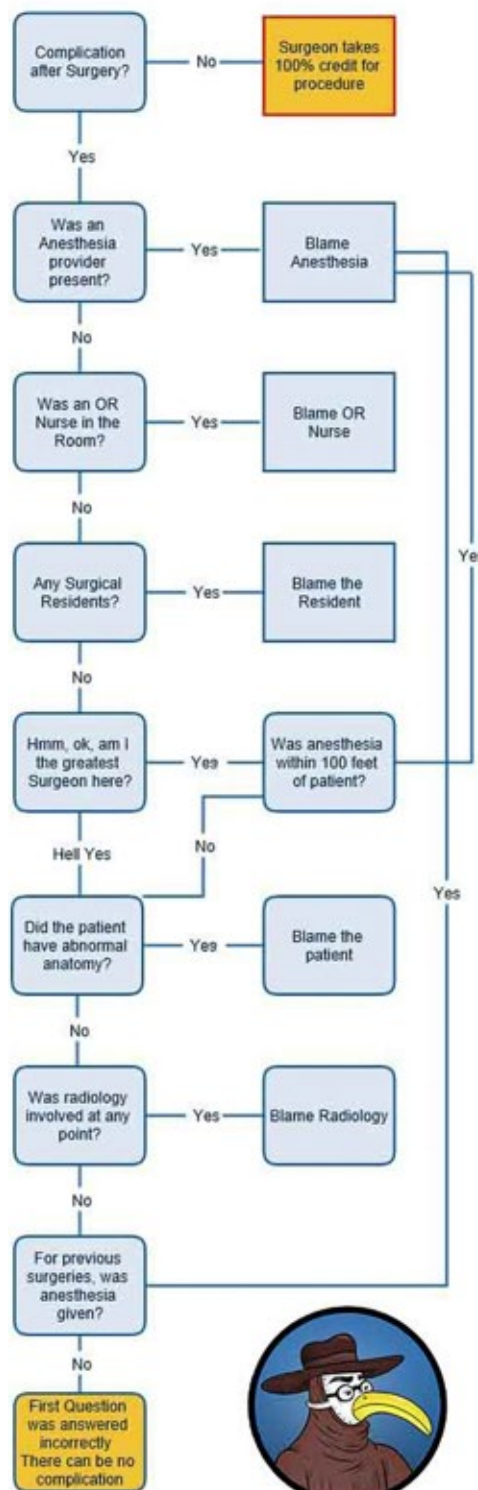 Complication
after Surgery?
No
Surgeon takes
100% credit for
procedure
Yes
Was an
Anesthesia
provider
present?
Yes
Blame
Anesthesia
No
Was an OR
Nurse in the
Room?
Yes
Blame OR
Nurse
No
Any Surgical
Residents?
Yes
Blame the
Resident
Yes
No
Hmm, ok, am I
the greatest
Surgeon here?
Yes
Was anesthesia
within 100 feet
of patient?
Hell Yes
No
Yes
Did the patient
have abnormal
anatomy?
Yes
Blame the
patient
No
Was radiology
involved at any
point?
Yes
Blame Radiology
No
For previous
surgeries, was
anesthesia
given?
No
First Question
was answered
incorrectly
There can be no
complication